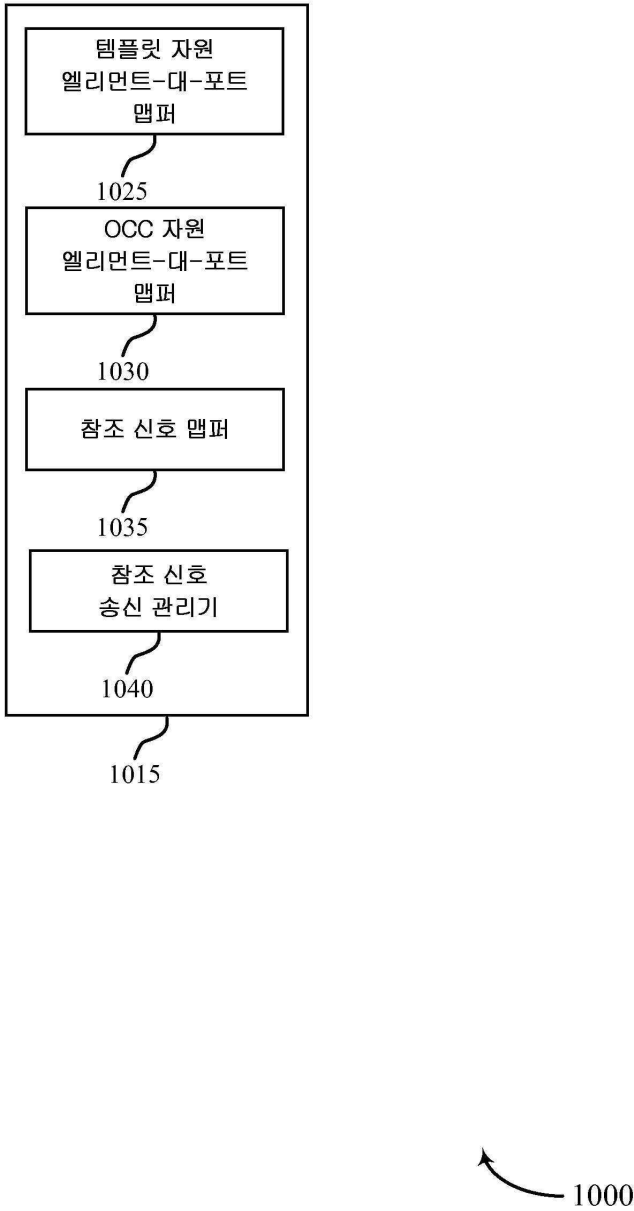 템플릿 자원
엘리먼트-대-포트
맵퍼
1025
OCC 자원
엘리먼트-대-포트
맵퍼
1030
참조 신호 맵퍼
1035
참조 신호
송신 관리기
1040
1015
1000